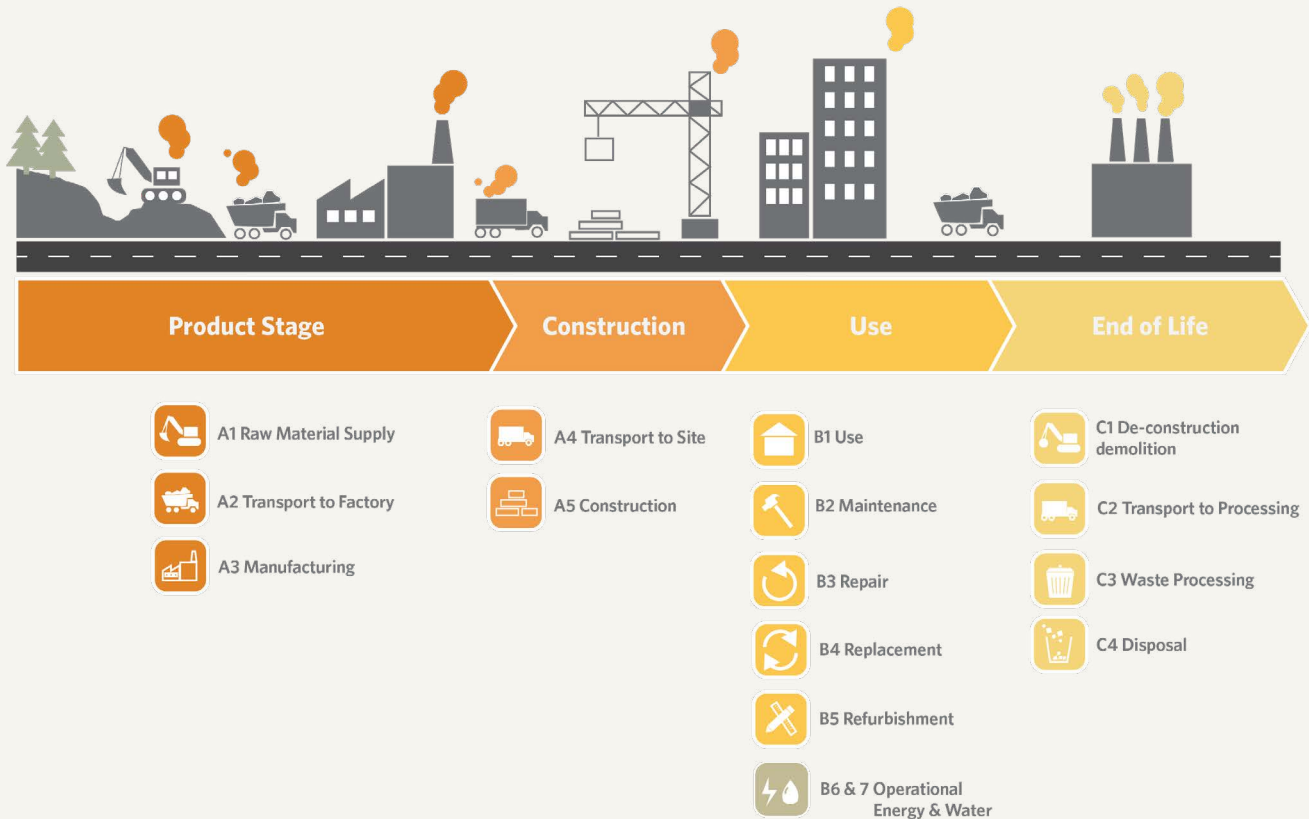 Product Stage
Construction
Use
End of Life
A1 Raw Material Supply
A2 Transport to Factory
A3 Manufacturing
A4 Transport to Site
A5 Construction
B1 Use
B2 Maintenance
B3 Repair
B4 Replacement
B5 Refurbishment
B6 & 7 Operational
Energy & Water
C1 De-construction
demolition
C2 Transport to Processing
C3 Waste Processing
C4 Disposal